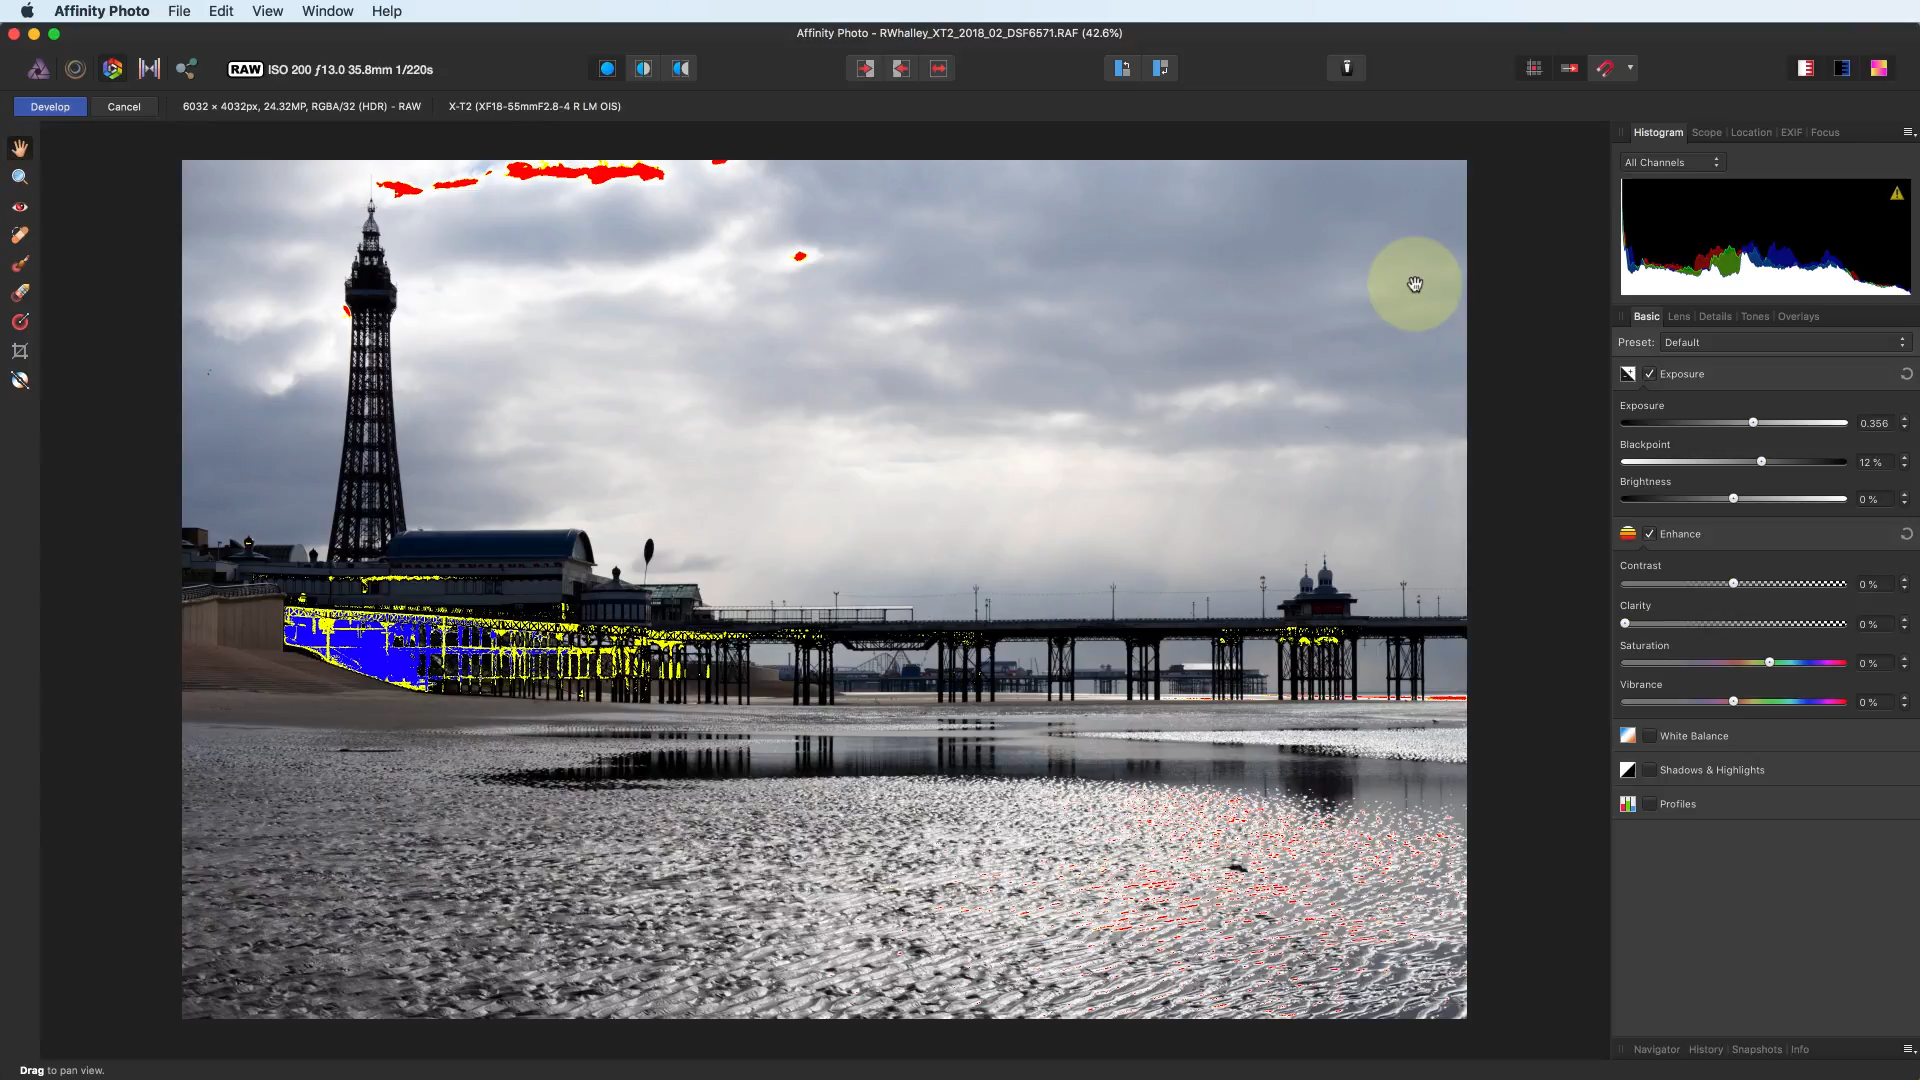 Affinity Photo File Edit View Window Help
Affinity Photo - RWhalley_XT2_2018_02_DSF6571.RAF (42.6%)
RAW ISO 200 ƒ/13.0 35.8mm 1/220s
Develop Cancel 6032 × 4032px, 24.32MP, RGBA/32 (HDR) - RAW X-T2 (XF18-55mmF2.8-4 R LM OIS)
Histogram Scope Location EXIF Focus
All Channels
Basic Lens Details Tones Overlays
Preset: Default
Exposure
Exposure
0.356
Blackpoint
12 %
Brightness
0 %
Enhance
Contrast
0 %
Clarity
0 %
Saturation
0 %
Vibrance
0 %
White Balance
Shadows & Highlights
Profiles
Navigator History Snapshots Info
Drag to pan view.